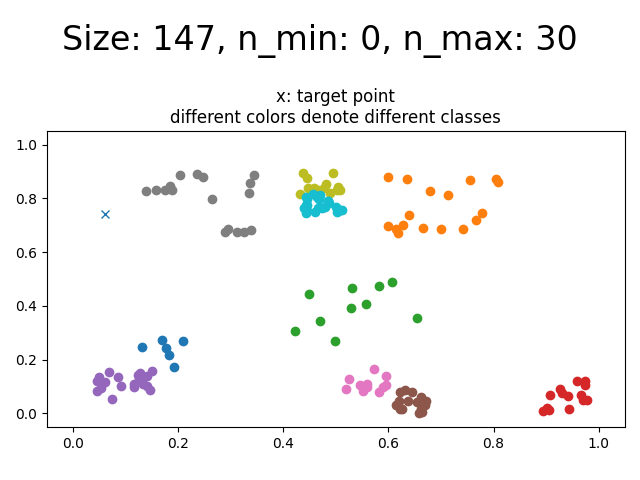 Size: 147, n_min: 0, n_max: 30
x: target point
different colors denote different classes
1.0
0.8
0.6
0.4
0.2
0.0
0.0 0.2 0.4 0.6 0.8 1.0